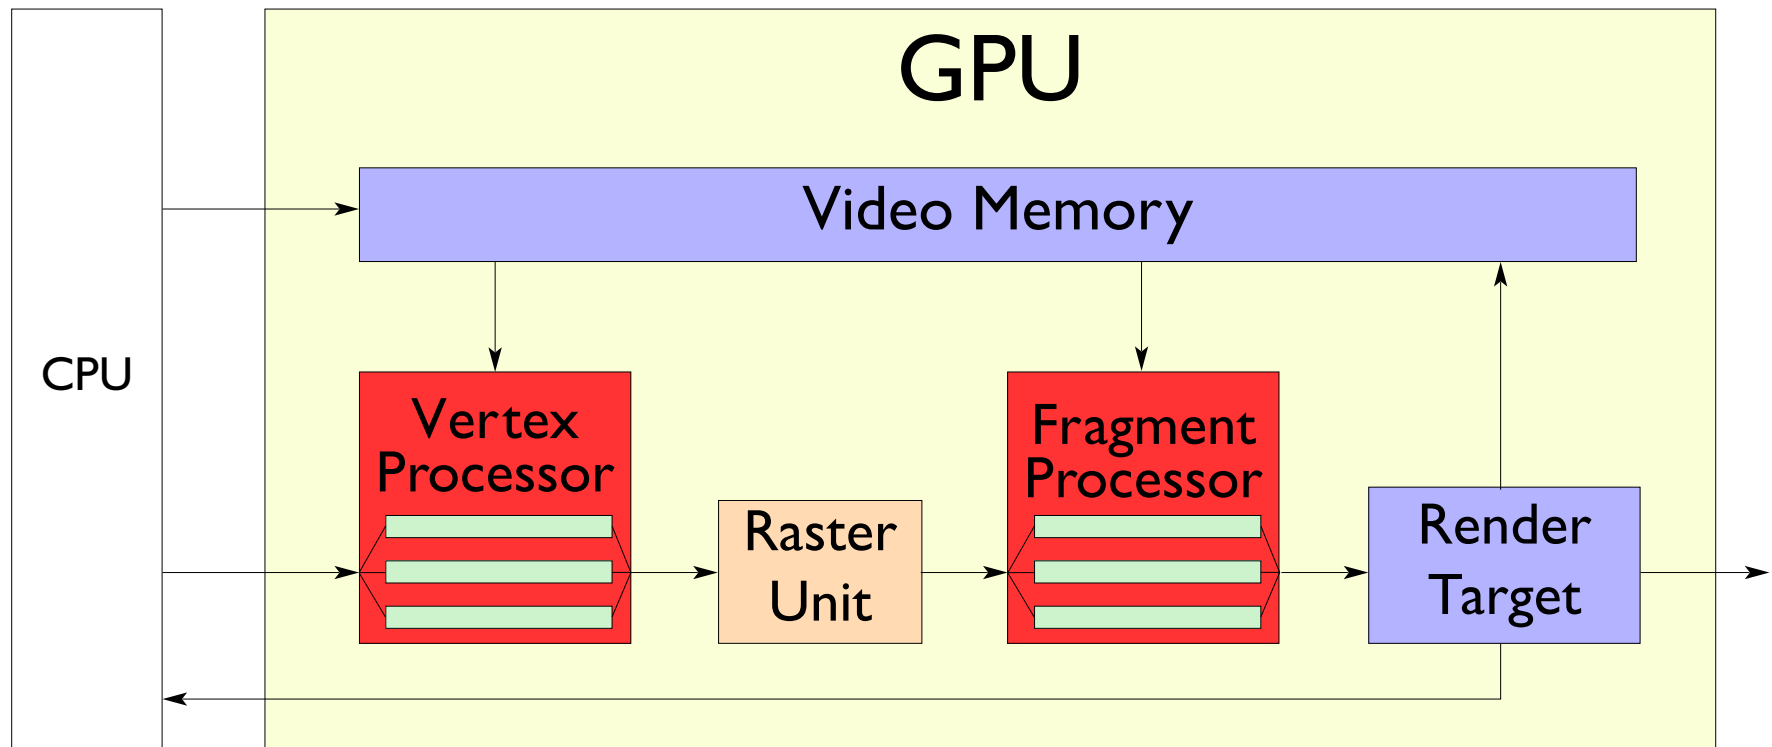 GPU
Video Memory
CPU
Vertex
Processor
Raster
Unit
Fragment
Processor
Render
Target